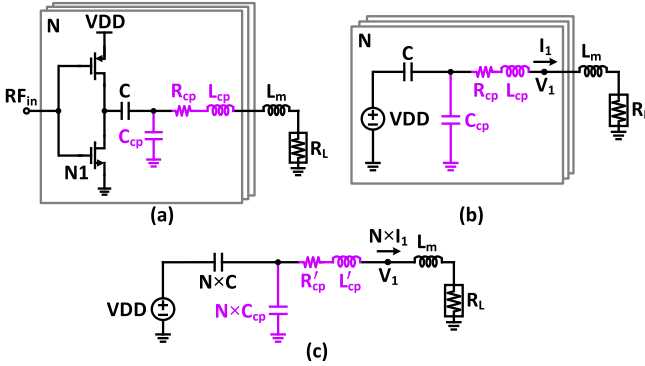 N
VDD
RFin
C
Rcp
Lcp
Lm
Ccp
N1
RL
(a)
N
C
I1
Lm
Rcp
Lcp
V1
VDD
Ccp
R
(b)
N×I1
Lm
N×C
R′cp
L′cp
V1
VDD
N×Ccp
RL
(c)